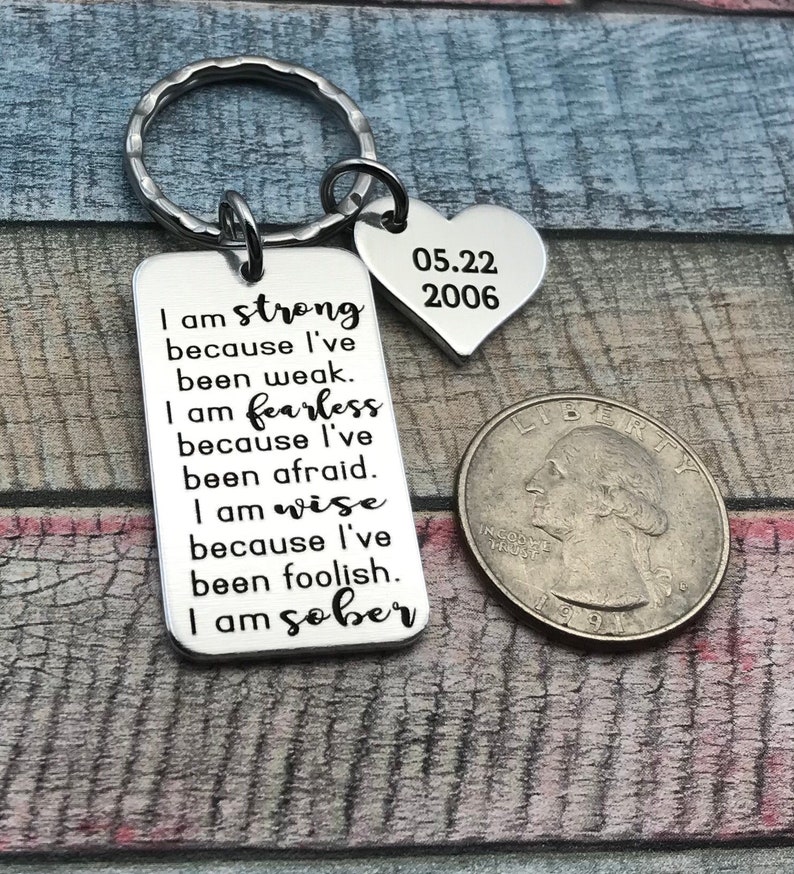 I am strong
because I've
been weak.
I am fearless
because I've
been afraid.
I am wise
because I've
been foolish.
I am sober
05.22
2006
LIBERTY
IN GOD WE
TRUST
1991